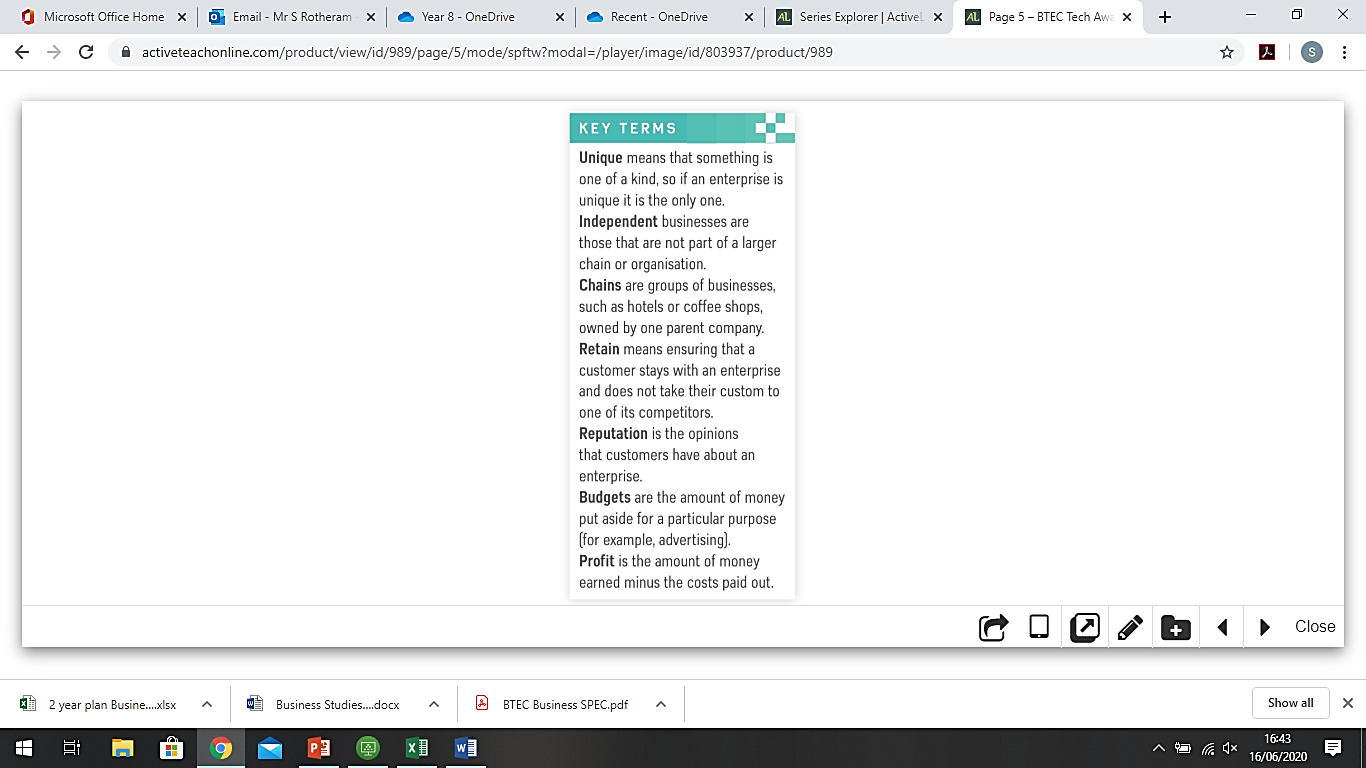 Microsoft Office Home
Email - Mr S Rotheram
Year 8 - OneDrive
Recent - OneDrive
Series Explorer | ActiveL
Page 5 – BTEC Tech Awa
activeteachonline.com/product/view/id/989/page/5/mode/spftw?modal=/player/image/id/803937/product/989
S
KEY TERMS
Unique means that something is
one of a kind, so if an enterprise is
unique it is the only one.
Independent businesses are
those that are not part of a larger
chain or organisation.
Chains are groups of businesses,
such as hotels or coffee shops,
owned by one parent company.
Retain means ensuring that a
customer stays with an enterprise
and does not take their custom to
one of its competitors.
Reputation is the opinions
that customers have about an
enterprise.
Budgets are the amount of money
put aside for a particular purpose
(for example, advertising).
Profit is the amount of money
earned minus the costs paid out.
Close
2 year plan Busine....xlsx
Business Studies....docx
BTEC Business SPEC.pdf
Show all
16:43
16/06/2020